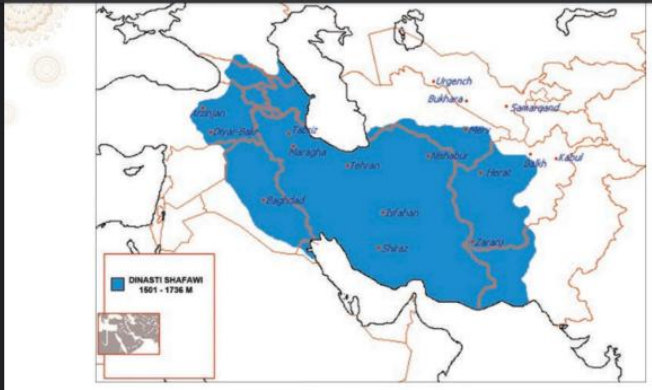 Urgench
Bukhara
Samarqand
Erzinjan
Diyar Bakr
Tabriz
Maragha
Merv
Tehran
Nishabur
Herat
Balkh
Kabul
Baghdad
Isfahan
Shiraz
Zaranj
DINASTI SHAFAWI
1501 - 1736 M